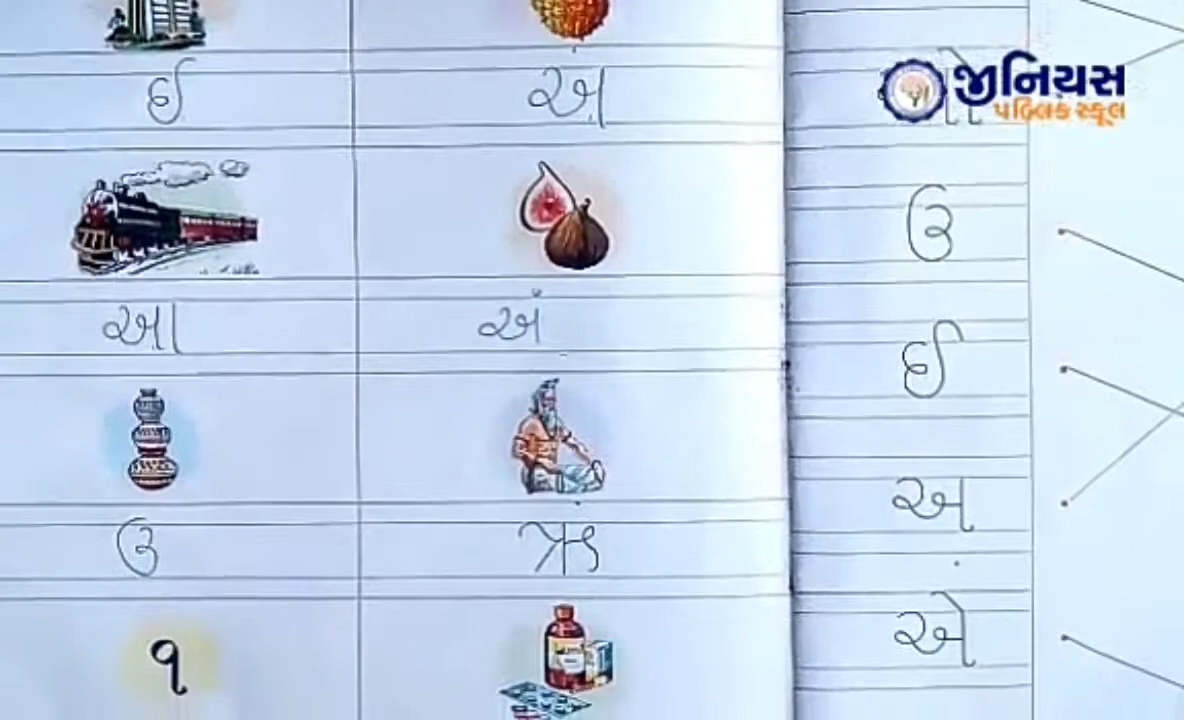 જીનિયસ
પબ્લિક સ્કૂલ
ઇ અ
આ અં
ઉ ઋ
૧
ઉ
ઈ
અ
એ